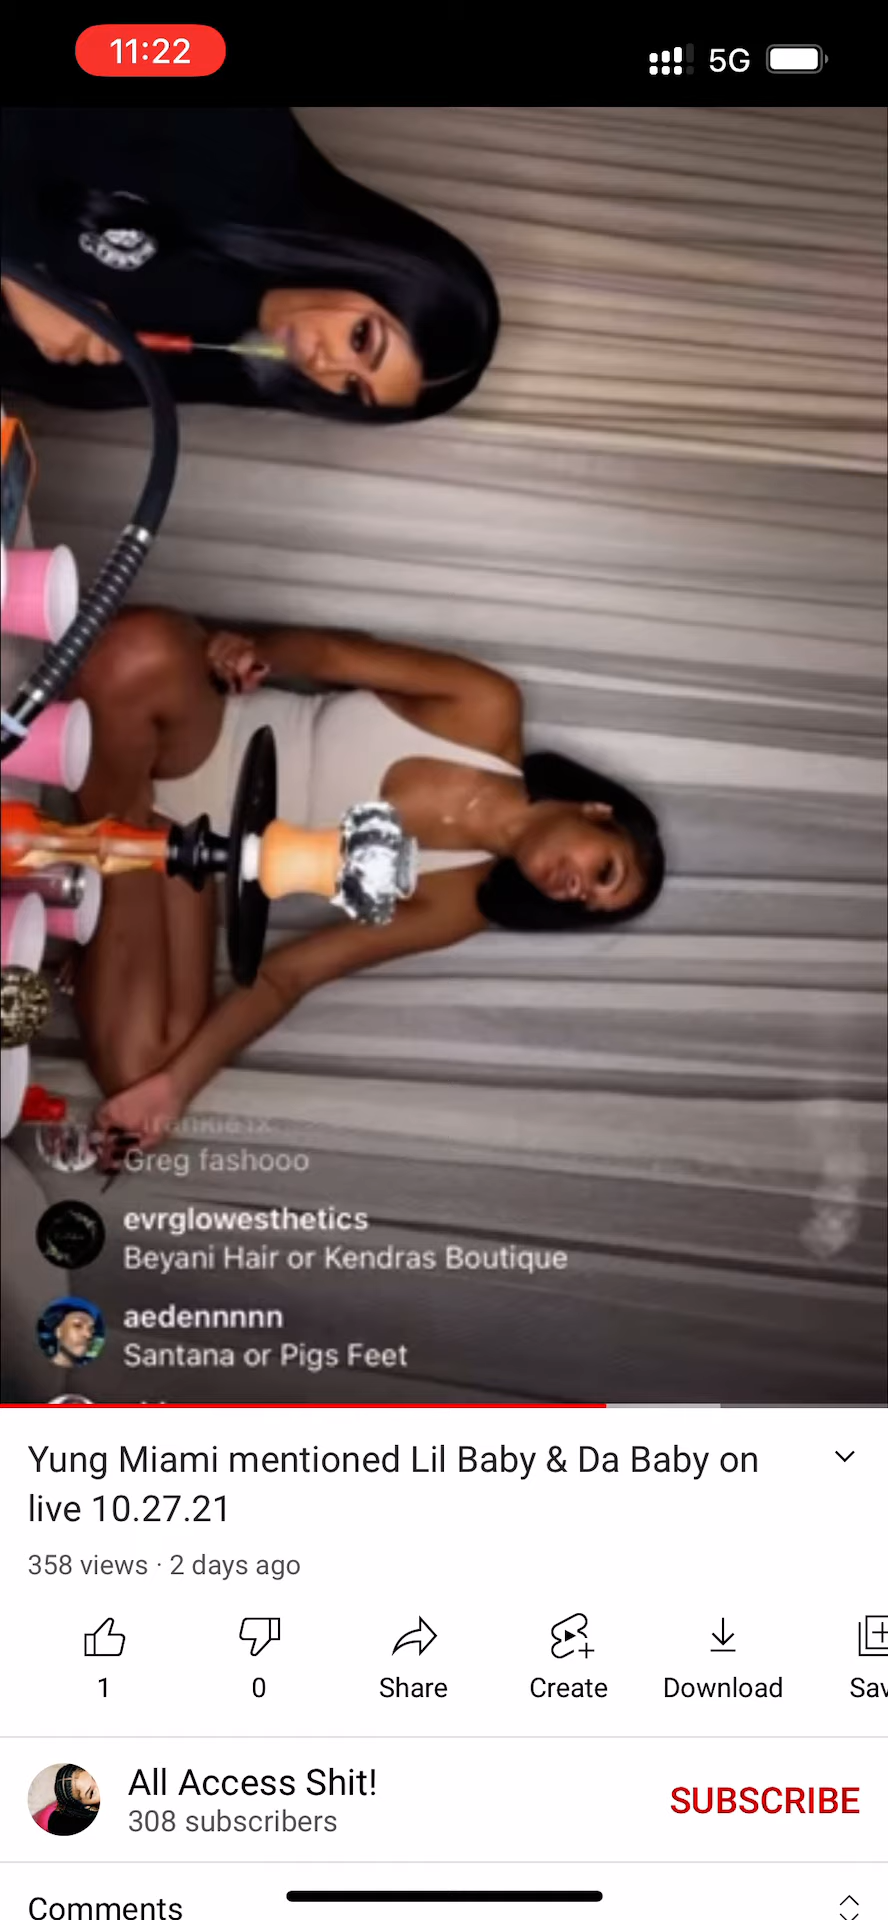 11:22
5G
Greg fashooo
evrglowesthetics
Beyani Hair or Kendras Boutique
aedennnnn
Santana or Pigs Feet
Yung Miami mentioned Lil Baby & Da Baby on
live 10.27.21
358 views · 2 days ago
1
0
Share
Create
Download
Sav
All Access Shit!
308 subscribers
SUBSCRIBE
Comments